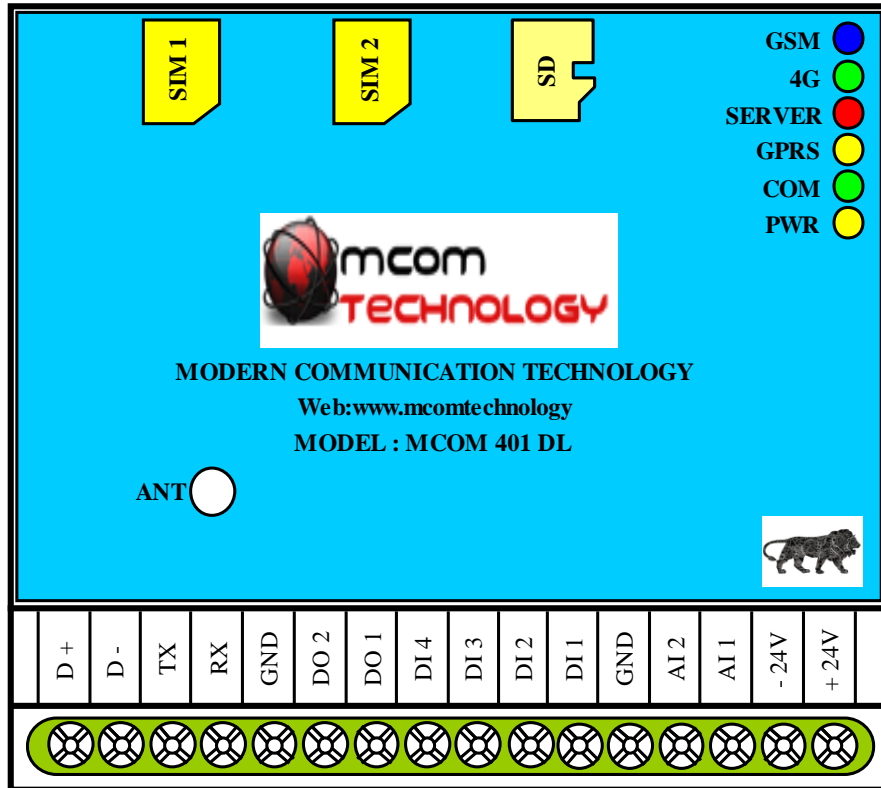 SIM 1
SIM 2
SD
GSM
4G
SERVER
GPRS
COM
PWR
mcom
TECHNOLOGY
MODERN COMMUNICATION TECHNOLOGY
Web:www.mcomtechnology
MODEL : MCOM 401 DL
ANT
D +
D -
TX
RX
GND
DO 2
DO 1
DI 4
DI 3
DI 2
DI 1
GND
AI 2
AI 1
- 24V
+ 24V